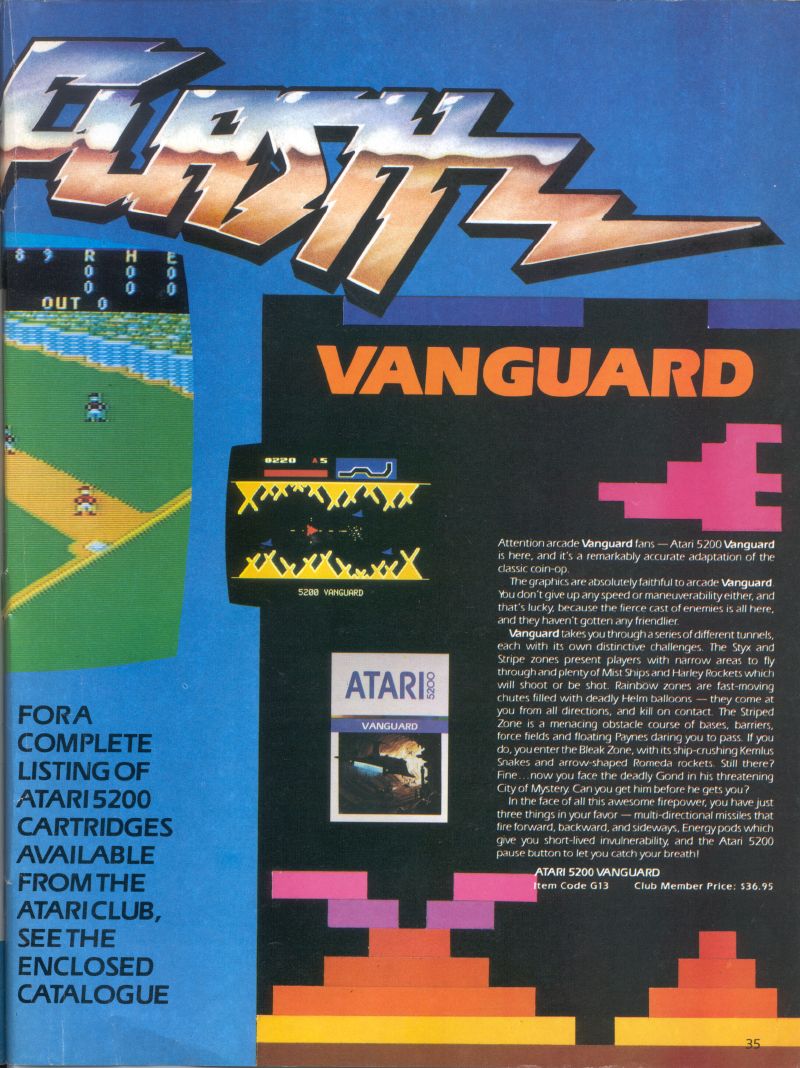 FLASH
8 9 R H E
0 0 0
0 0 0
OUT 0
VANGUARD
8220 A5
5200 VANGUARD
Attention arcade Vanguard fans — Atari 5200 Vanguard
is here, and it's a remarkably accurate adaptation of the
classic coin-op.
The graphics are absolutely faithful to arcade Vanguard.
You don't give up any speed or maneuverability either, and
that's lucky, because the fierce cast of enemies is all here,
and they haven't gotten any friendlier.
Vanguard takes you through a series of different tunnels,
each with its own distinctive challenges. The Styx and
Stripe zones present players with narrow areas to fly
through and plenty of Mist Ships and Harley Rockets which
will shoot or be shot. Rainbow zones are fast-moving
chutes filled with deadly Helm balloons — they come at
you from all directions, and kill on contact. The Striped
Zone is a menacing obstacle course of bases, barriers,
force fields and floating Paynes daring you to pass. If you
do, you enter the Bleak Zone, with its ship-crushing Kemlus
Snakes and arrow-shaped Romeda rockets. Still there?
Fine...now you face the deadly Gond in his threatening
City of Mystery. Can you get him before he gets you?
In the face of all this awesome firepower, you have just
three things in your favor — multi-directional missiles that
fire forward, backward, and sideways, Energy pods which
give you short-lived invulnerability, and the Atari 5200
pause button to let you catch your breath!
ATARI 5200 VANGUARD
Item Code G13 Club Member Price: $36.95
ATARI 5200
VANGUARD
FOR A
COMPLETE
LISTING OF
ATARI 5200
CARTRIDGES
AVAILABLE
FROM THE
ATARI CLUB,
SEE THE
ENCLOSED
CATALOGUE
35